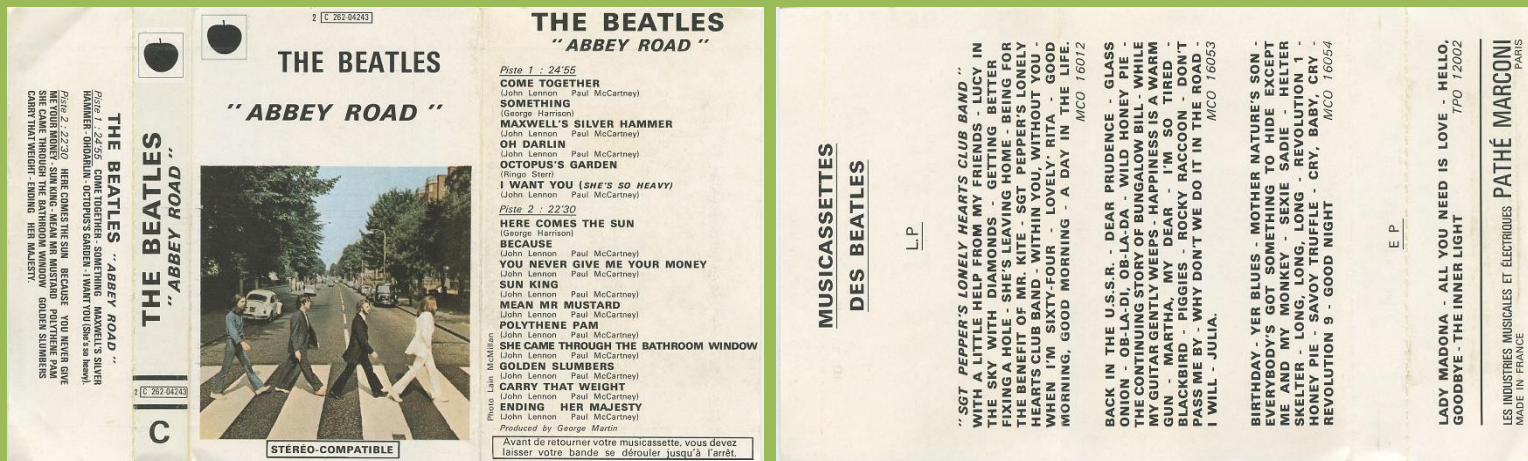 THE BEATLES " ABBEY ROAD "
Piste 1 : 24'55 COME TOGETHER - SOMETHING MAXWELL'S SILVER
HAMMER - OHDARLIN - OCTOPUS'S GARDEN - I WANT YOU (She's so heavy).
Piste 2 : 22'30 HERE COMES THE SUN BECAUSE YOU NEVER GIVE
ME YOUR MONEY - SUN KING - MEAN MR MUSTARD POLYTHENE PAM
SHE CAME THROUGH THE BATHROOM WINDOW GOLDEN SLUMBERS
CARRY THAT WEIGHT - ENDING HER MAJESTY.
THE BEATLES
" ABBEY ROAD "
2 C 262-04243
C
2 C 262-04243
THE BEATLES
" ABBEY ROAD "
STÉRÉO-COMPATIBLE
THE BEATLES
" ABBEY ROAD "
Piste 1 : 24'55
COME TOGETHER
(John Lennon Paul McCartney)
SOMETHING
(George Harrison)
MAXWELL'S SILVER HAMMER
(John Lennon Paul McCartney)
OH DARLIN
(John Lennon Paul McCartney)
OCTOPUS'S GARDEN
(Ringo Sterr)
I WANT YOU (SHE'S SO HEAVY)
(John Lennon Paul McCartney)
Piste 2 : 22'30
HERE COMES THE SUN
(George Harrison)
BECAUSE
(John Lennon Paul McCartney)
YOU NEVER GIVE ME YOUR MONEY
(John Lennon Paul McCartney)
SUN KING
(John Lennon Paul McCartney)
MEAN MR MUSTARD
(John Lennon Paul McCartney)
POLYTHENE PAM
(John Lennon Paul McCartney)
SHE CAME THROUGH THE BATHROOM WINDOW
(John Lennon Paul McCartney)
GOLDEN SLUMBERS
(John Lennon Paul McCartney)
CARRY THAT WEIGHT
(John Lennon Paul McCartney)
ENDING HER MAJESTY
(John Lennon Paul McCartney)
Produced by George Martin
Photo Lain McMillan
Avant de retourner votre musicassette, vous devez
laisser votre bande se dérouler jusqu'à l'arrêt.
MUSICASSETTES
DES BEATLES
L.P
" SGT PEPPER'S LONELY HEARTS CLUB BAND "
WITH A LITTLE HELP FROM MY FRIENDS - LUCY IN
THE SKY WITH DIAMONDS - GETTING BETTER
FIXING A HOLE - SHE'S LEAVING HOME - BEING FOR
THE BENEFIT OF MR. KITE - SGT PEPPER'S LONELY
HEARTS CLUB BAND - WITHIN YOU, WITHOUT YOU -
WHEN I'M SIXTY-FOUR - LOVELY' RITA - GOOD
MORNING, GOOD MORNING - A DAY IN THE LIFE.
MCO 16012
BACK IN THE U.S.S.R. - DEAR PRUDENCE - GLASS
ONION - OB-LA-DI, OB-LA-DA - WILD HONEY PIE -
THE CONTINUING STORY OF BUNGALOW BILL - WHILE
MY GUITAR GENTLY WEEPS - HAPPINESS IS A WARM
GUN - MARTHA, MY DEAR - I'M SO TIRED -
BLACKBIRD - PIGGIES - ROCKY RACCOON - DON'T
PASS ME BY - WHY DON'T WE DO IT IN THE ROAD -
I WILL - JULIA.
MCO 16053
BIRTHDAY - YER BLUES - MOTHER NATURE'S SON -
EVERYBODY'S GOT SOMETHING TO HIDE EXCEPT
ME AND MY MONKEY - SEXIE SADIE - HELTER
SKELTER - LONG, LONG, LONG - REVOLUTION 1 -
HONEY PIE - SAVOY TRUFFLE - CRY, BABY, CRY -
REVOLUTION 9 - GOOD NIGHT
MCO 16054
E P
LADY MADONA - ALL YOU NEED IS LOVE - HELLO,
GOODBYE - THE INNER LIGHT
TPO 12002
LES INDUSTRIES MUSICALES ET ÉLECTRIQUES PATHÉ MARCONI
MADE IN FRANCE PARIS